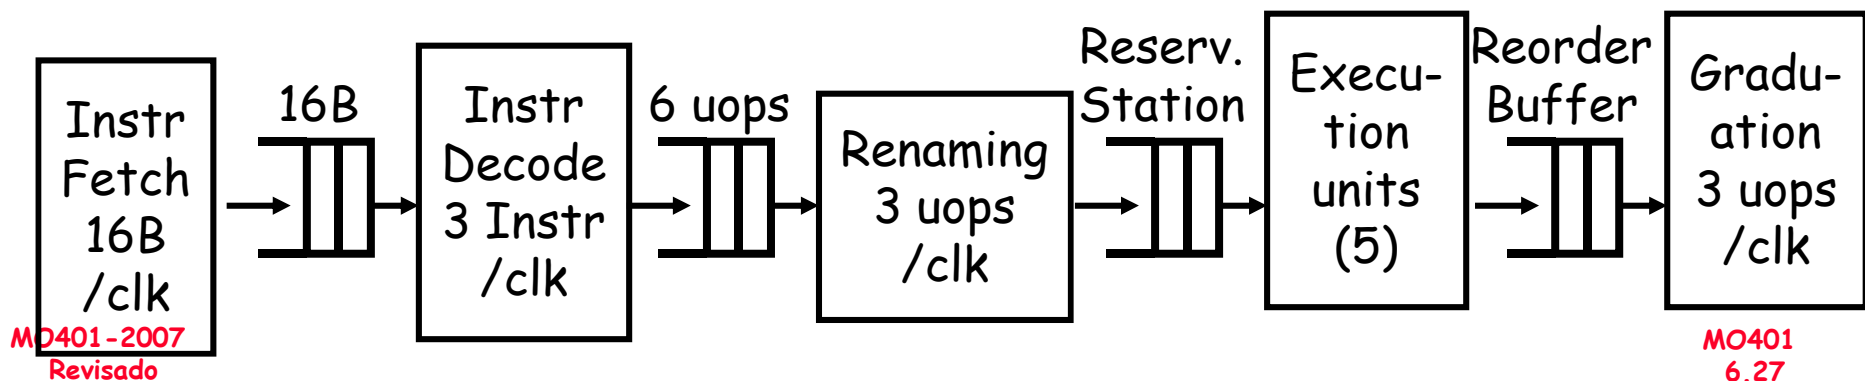 Instr
Fetch
16B
/clk
16B
Instr
Decode
3 Instr
/clk
6 uops
Renaming
3 uops
/clk
Reserv.
Station
Execu-
tion
units
(5)
Reorder
Buffer
Gradu-
ation
3 uops
/clk
MO401-2007
Revisado
MO401
6.27